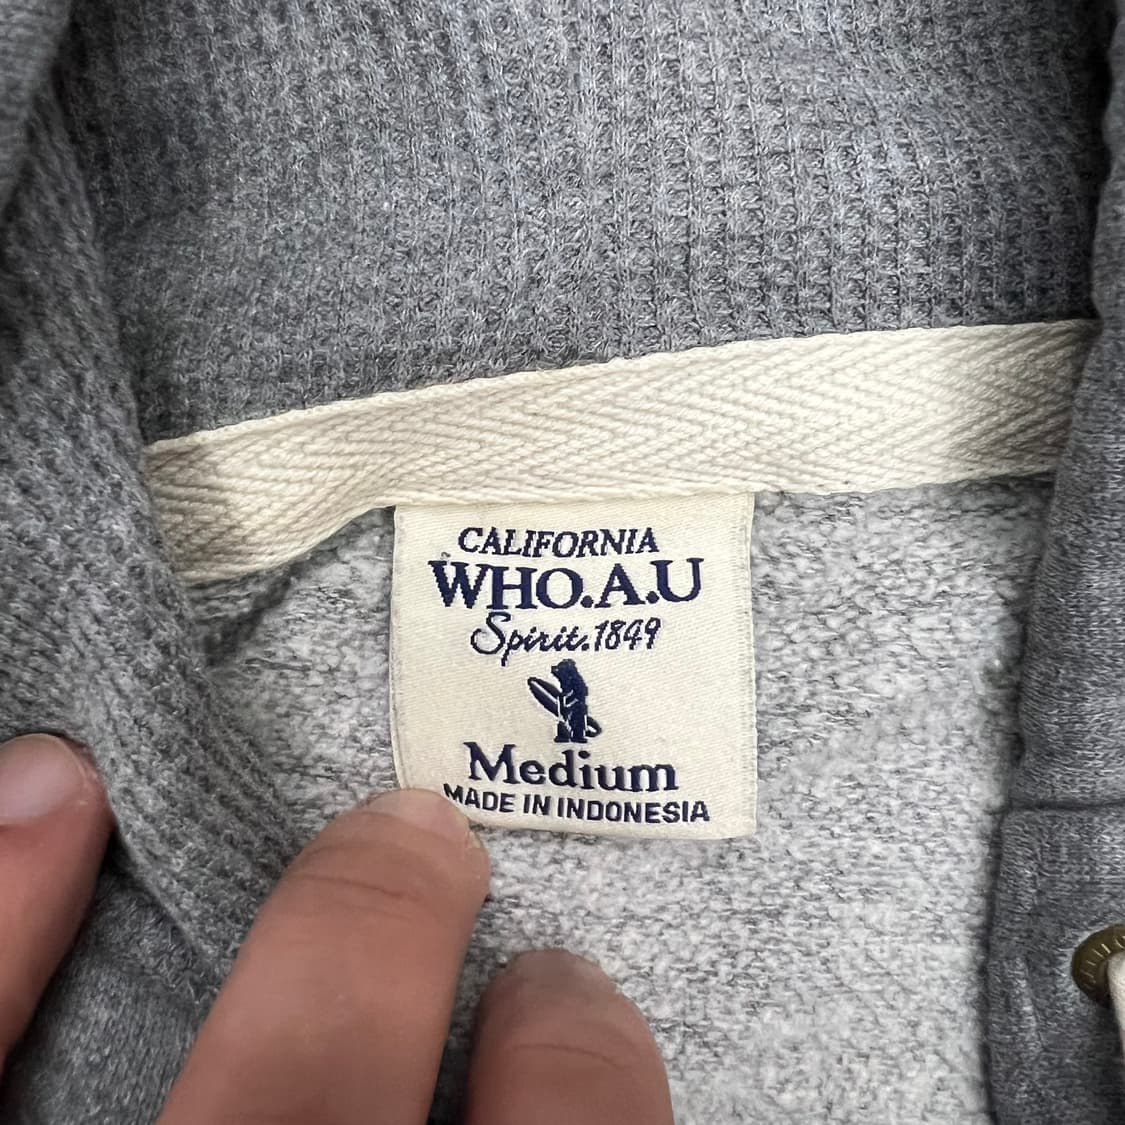 CALIFORNIA
WHO.A.U
Spirit.1849
Medium
MADE IN INDONESIA